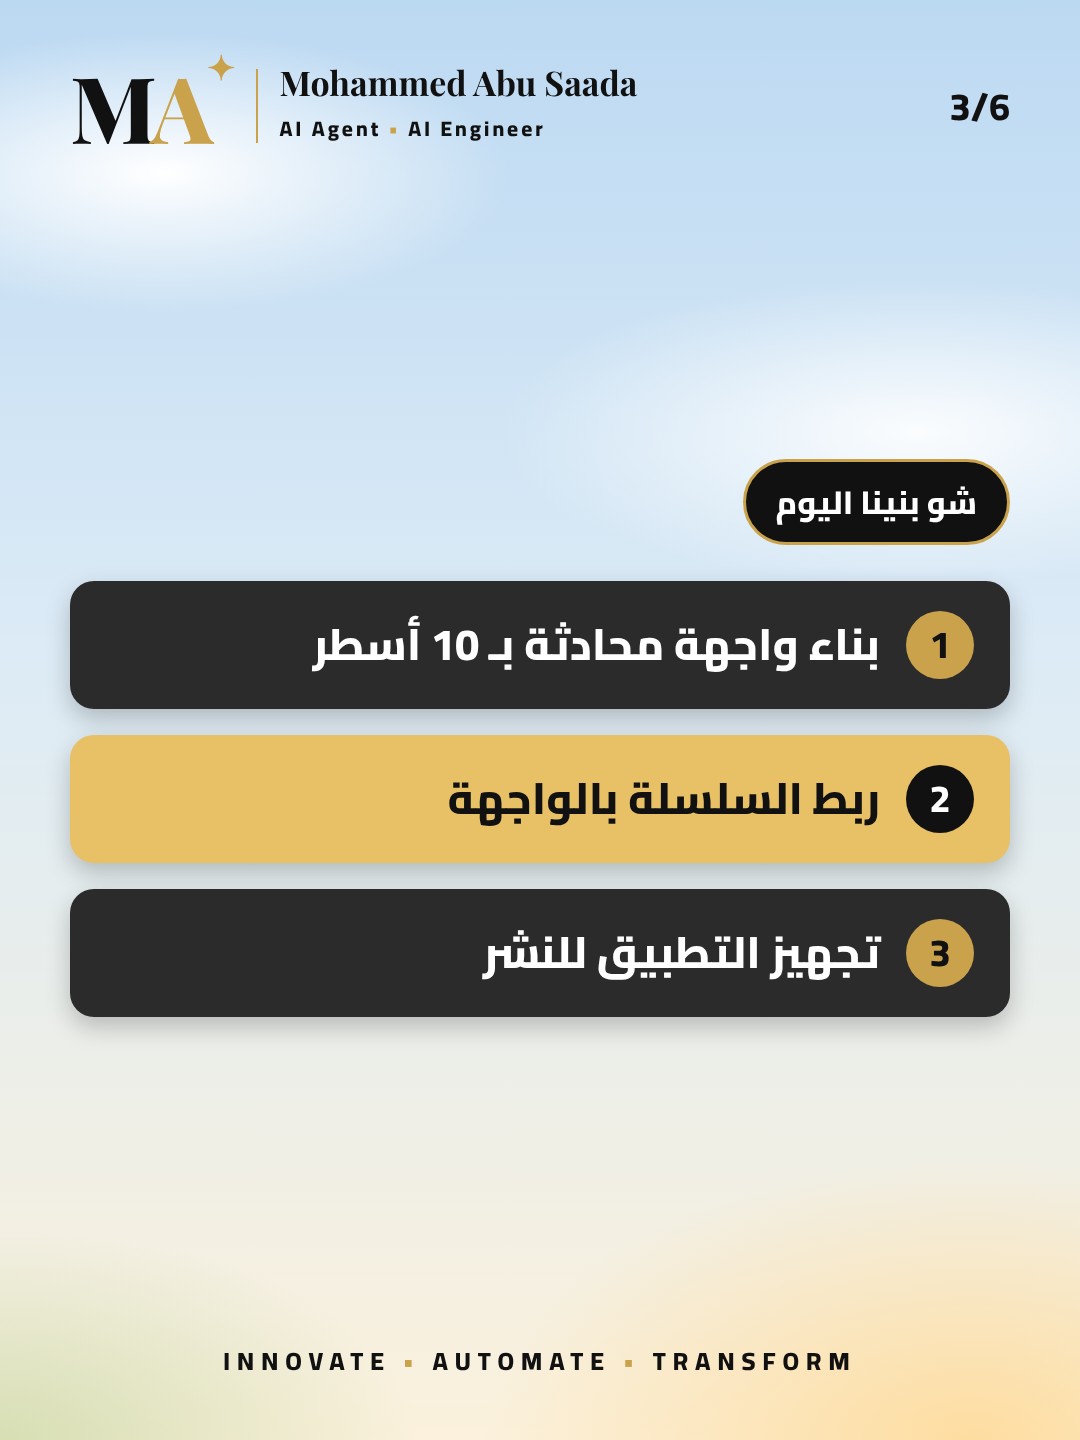 MA
Mohammed Abu Saada
AI Agent ▪ AI Engineer
3/6
شو بنينا اليوم
1 بناء واجهة محادثة بـ 10 أسطر
2 ربط السلسلة بالواجهة
3 تجهيز التطبيق للنشر
INNOVATE ▪ AUTOMATE ▪ TRANSFORM